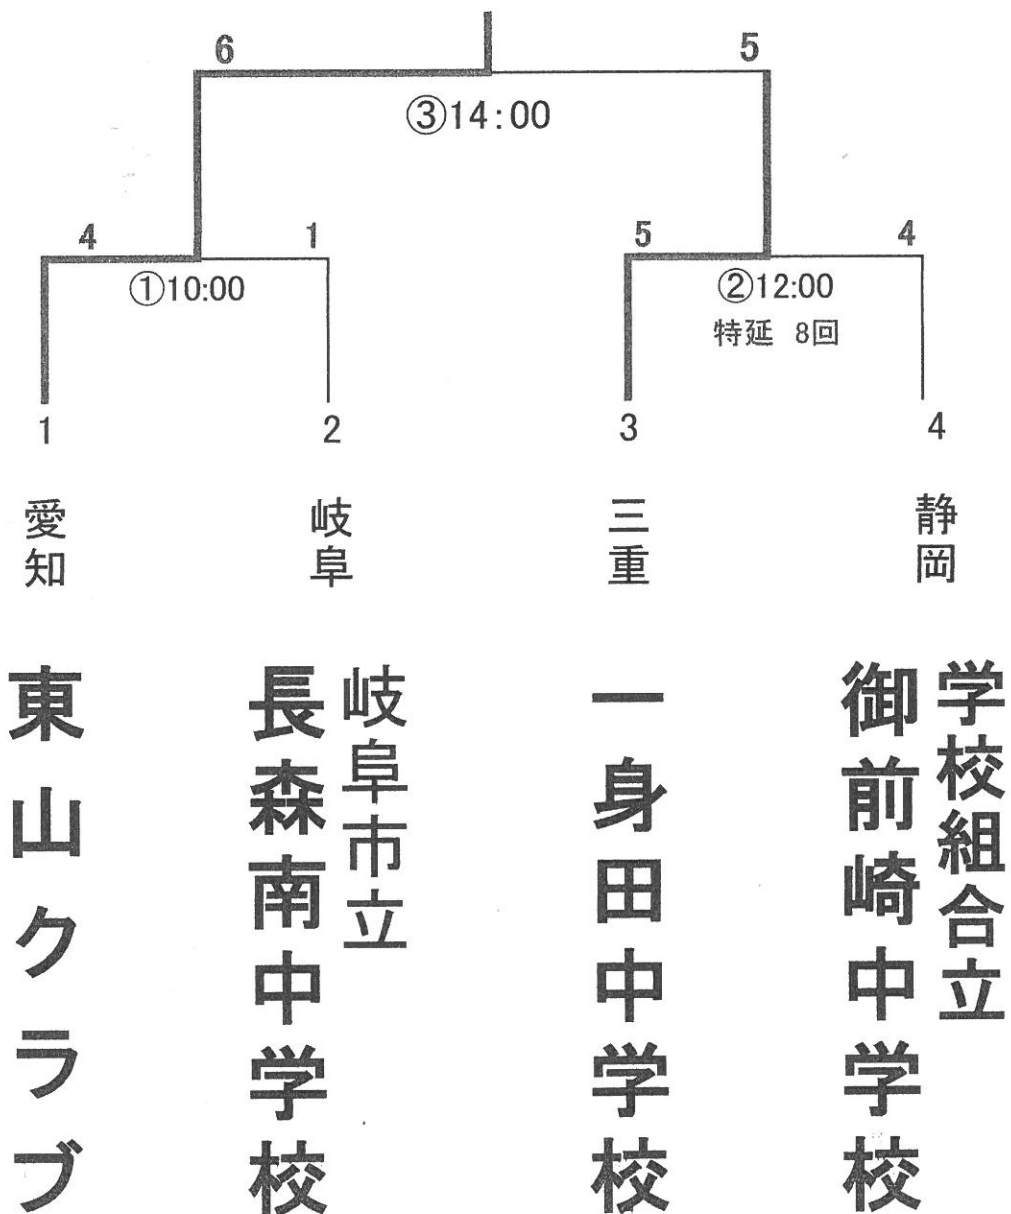 6
5
③14:00
4
1
5
4
①10:00
②12:00
特延 8回
1
2
3
4
愛知
岐阜
三重
静岡
東山クラブ
岐阜市立
長森南中学校
一身田中学校
学校組合立
御前崎中学校